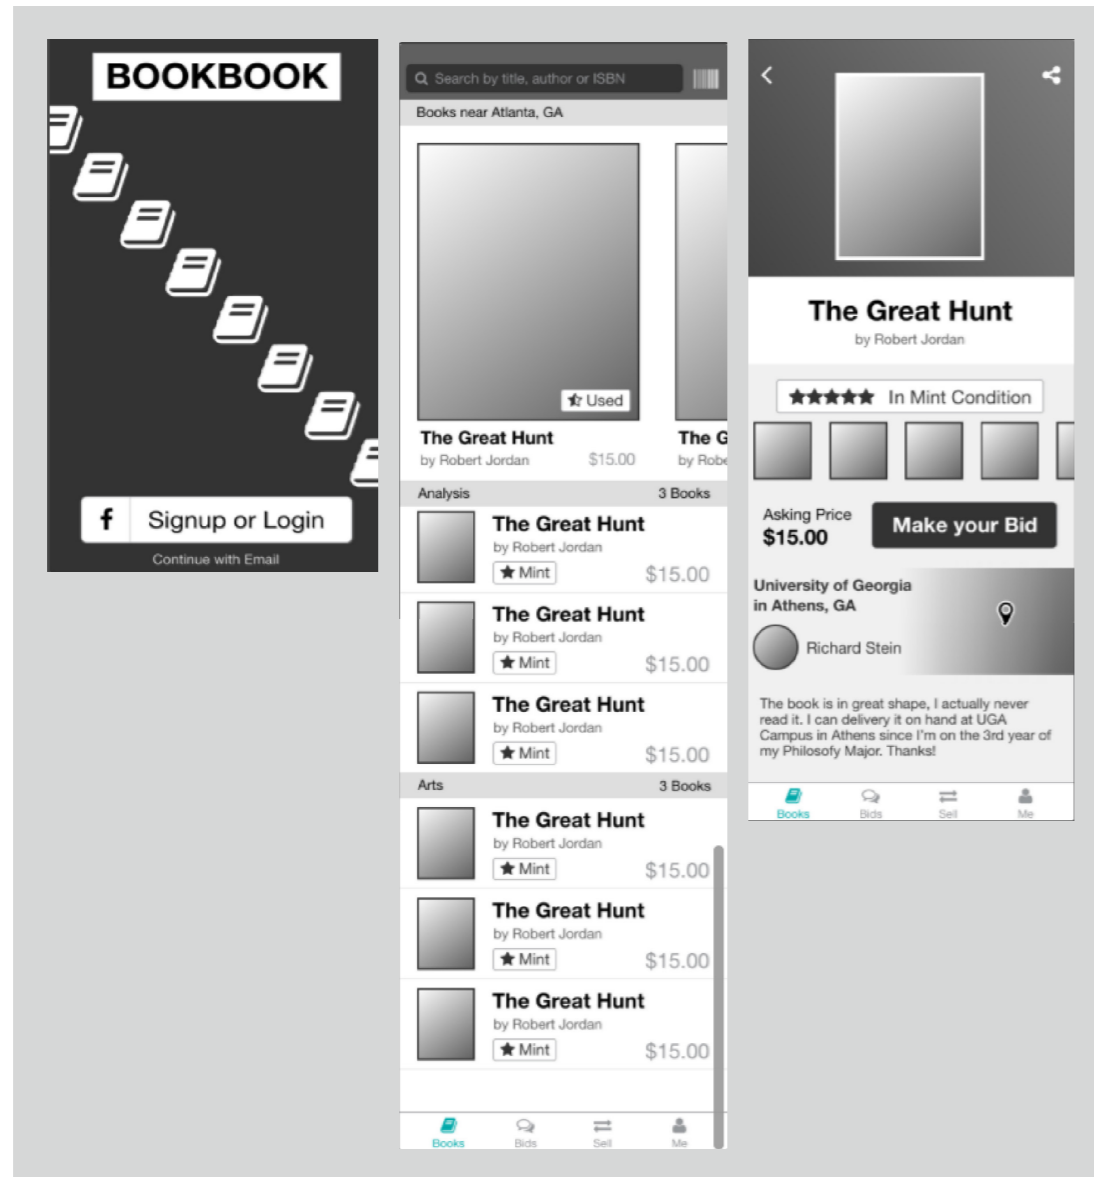 BOOKBOOK
f Signup or Login
Continue with Email
Search by title, author or ISBN
Books near Atlanta, GA
Used
The Great Hunt
by Robert Jordan $15.00
The G
by Robe
Analysis 3 Books
The Great Hunt
by Robert Jordan
Mint $15.00
The Great Hunt
by Robert Jordan
Mint $15.00
The Great Hunt
by Robert Jordan
Mint $15.00
Arts 3 Books
The Great Hunt
by Robert Jordan
Mint $15.00
The Great Hunt
by Robert Jordan
Mint $15.00
The Great Hunt
by Robert Jordan
Mint $15.00
Books Bids Sell Me
The Great Hunt
by Robert Jordan
In Mint Condition
Asking Price
$15.00
Make your Bid
University of Georgia
in Athens, GA
Richard Stein
The book is in great shape, I actually never
read it. I can delivery it on hand at UGA
Campus in Athens since I'm on the 3rd year of
my Philosofy Major. Thanks!
Books Bids Sell Me